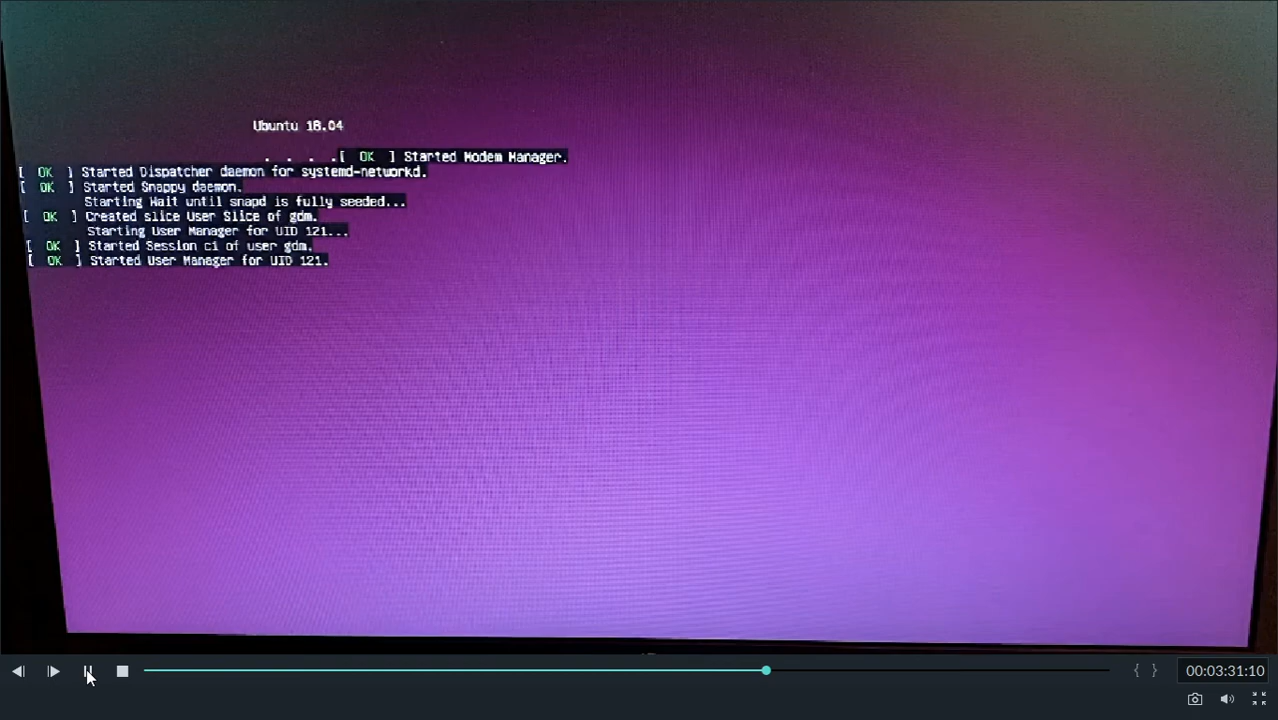 Ubuntu 18.04
. . . .[ OK ] Started Modem Manager.
[ OK ] Started Dispatcher daemon for systemd-networkd.
[ OK ] Started Snappy daemon.
Starting Wait until snapd is fully seeded...
[ OK ] Created slice User Slice of gdm.
Starting User Manager for UID 121...
[ OK ] Started Session c1 of user gdm.
[ OK ] Started User Manager for UID 121.
{ }
00:03:31:10